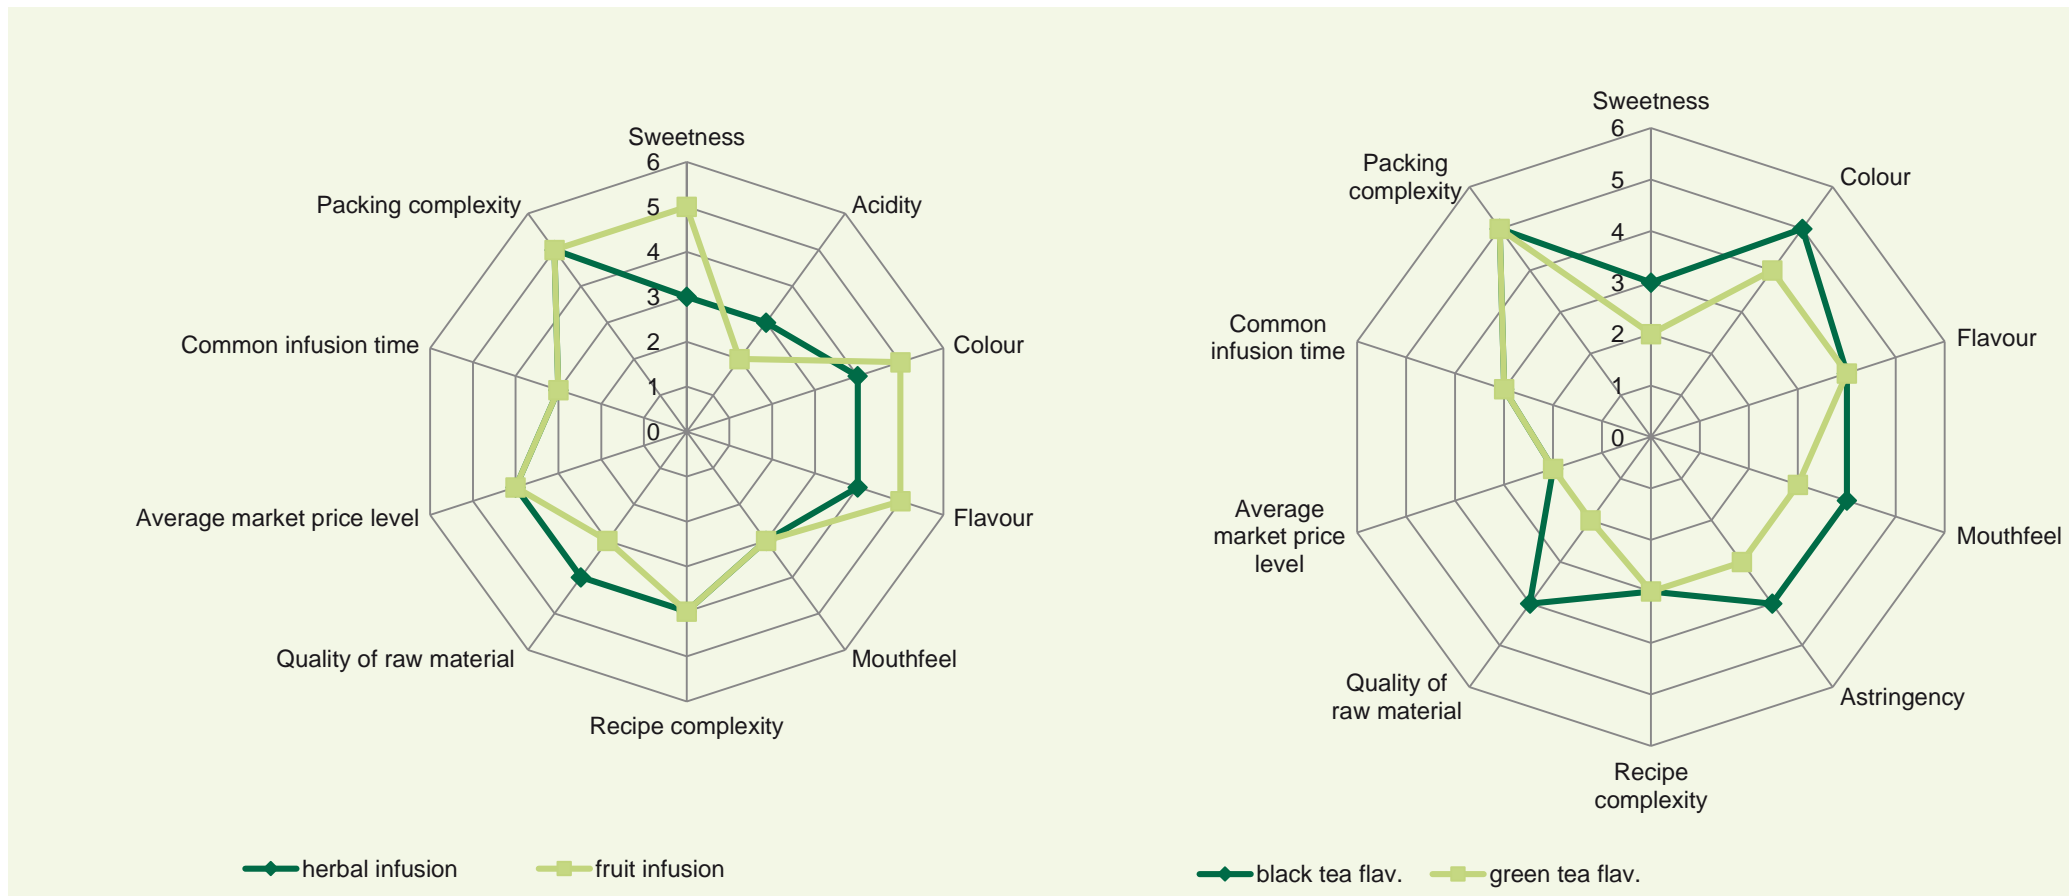 Sweetness
6
5
4
3
2
1
0
Acidity
Colour
Flavour
Mouthfeel
Recipe complexity
Quality of raw material
Average market price level
Common infusion time
Packing complexity
herbal infusion
fruit infusion
Sweetness
6
5
4
3
2
1
0
Colour
Flavour
Mouthfeel
Astringency
Recipe
complexity
Quality of
raw material
Average
market price
level
Common
infusion time
Packing
complexity
black tea flav.
green tea flav.